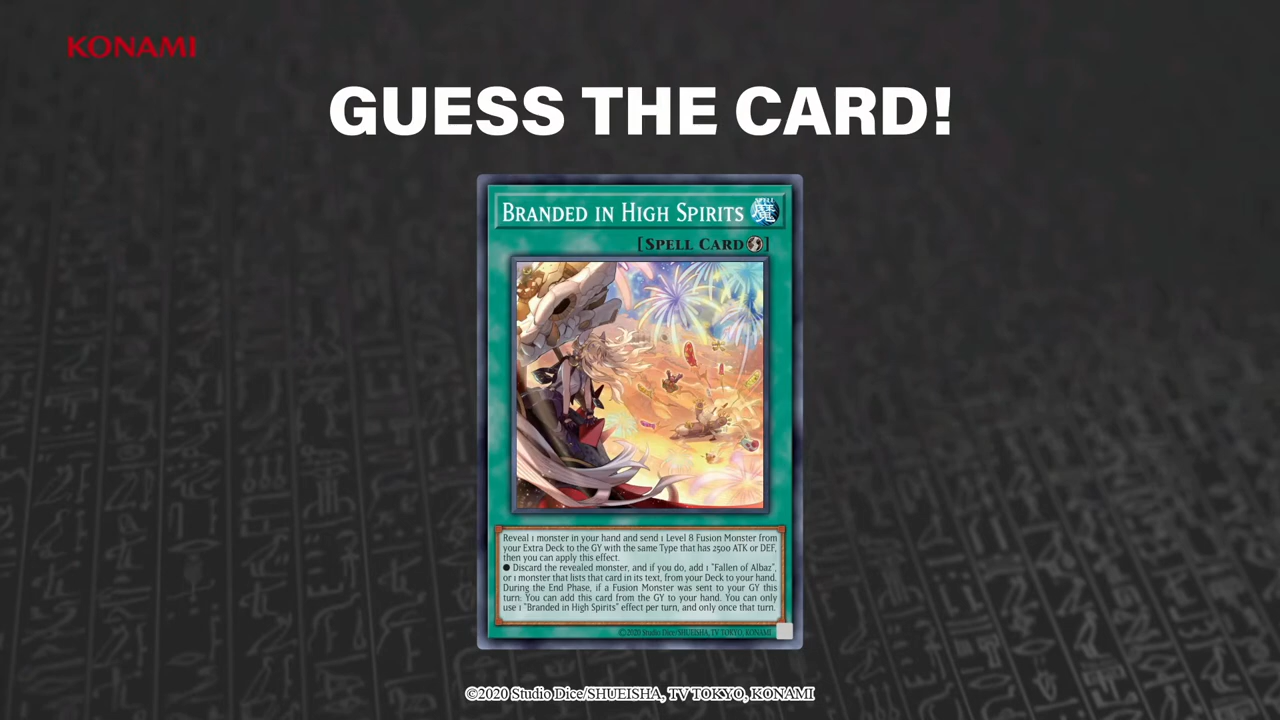 KONAMI
GUESS THE CARD!
BRANDED IN HIGH SPIRITS 魔
[SPELL CARD]
Reveal 1 monster in your hand and send 1 Level 8 Fusion Monster from
your Extra Deck to the GY with the same Type that has 2500 ATK or DEF,
then you can apply this effect.
● Discard the revealed monster, and if you do, add 1 "Fallen of Albaz",
or 1 monster that lists that card in its text, from your Deck to your hand.
During the End Phase, if a Fusion Monster was sent to your GY this
turn: You can add this card from the GY to your hand. You can only
use 1 "Branded in High Spirits" effect per turn, and only once that turn.
©2020 Studio Dice/SHUEISHA, TV TOKYO, KONAMI
©2020 Studio Dice/SHUEISHA, TV TOKYO, KONAMI